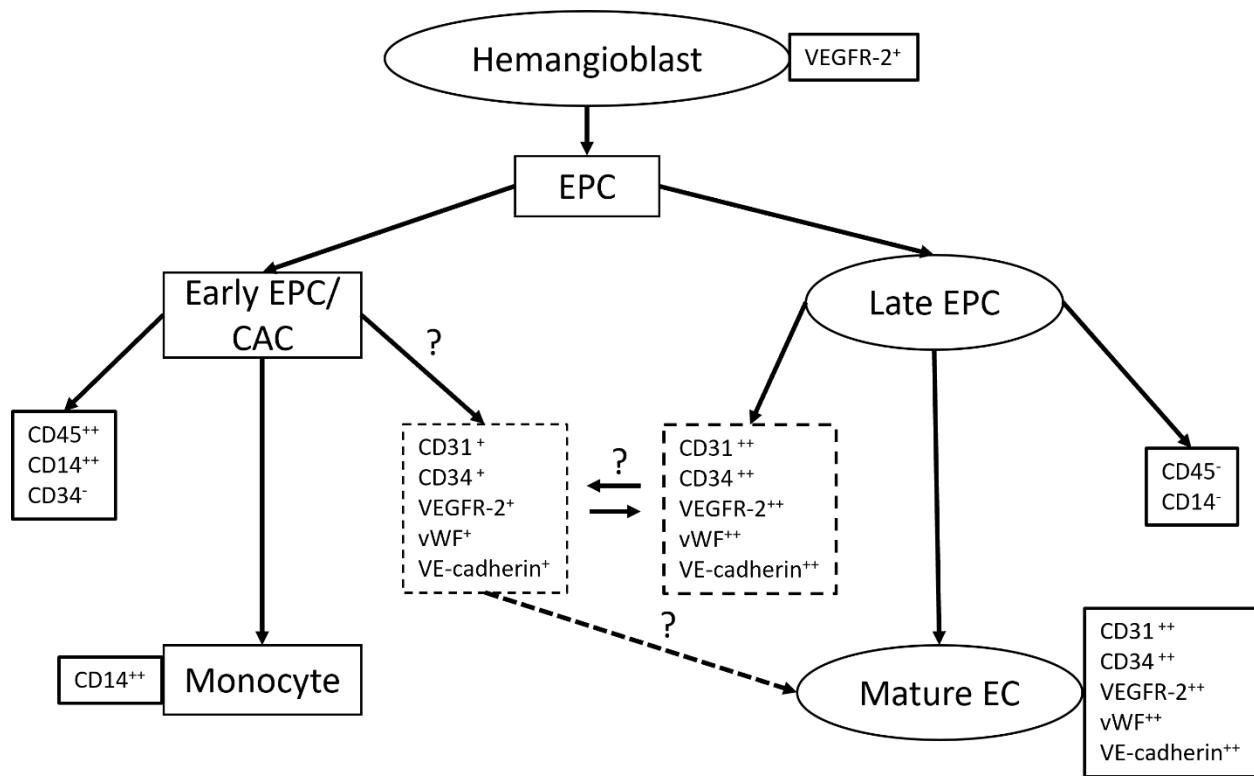 Hemangioblast
VEGFR-2⁺
EPC
Early EPC/
CAC
Late EPC
?
CD45⁺⁺
CD14⁺⁺
CD34⁻
CD31 ⁺
CD34 ⁺
VEGFR-2⁺
vWF⁺
VE-cadherin⁺
?
CD31 ⁺⁺
CD34 ⁺⁺
VEGFR-2⁺⁺
vWF⁺⁺
VE-cadherin⁺⁺
CD45⁻
CD14⁻
?
CD14⁺⁺
Monocyte
Mature EC
CD31 ⁺⁺
CD34 ⁺⁺
VEGFR-2⁺⁺
vWF⁺⁺
VE-cadherin⁺⁺